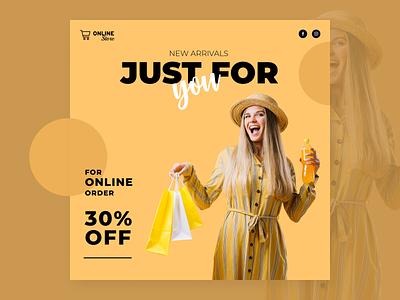 ONLINE
Store
NEW ARRIVALS
JUST FOR
you
FOR
ONLINE
ORDER
30%
OFF